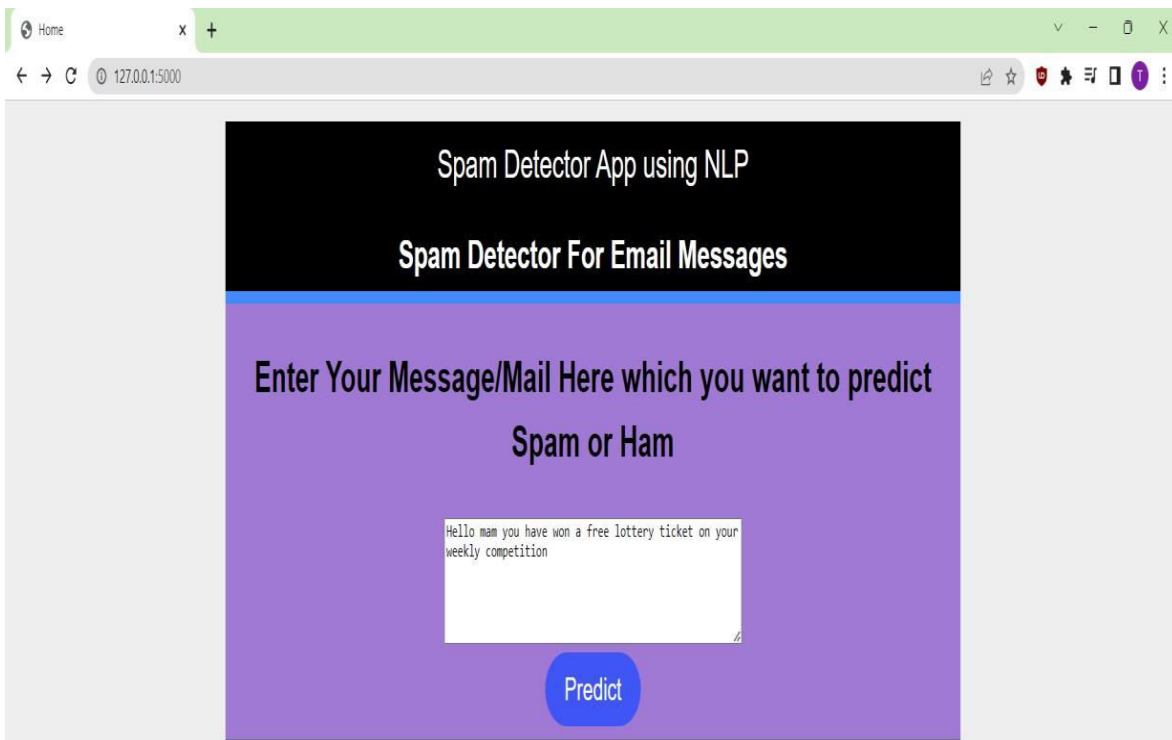 Home
127.0.0.1:5000
T
Spam Detector App using NLP
Spam Detector For Email Messages
Enter Your Message/Mail Here which you want to predict
Spam or Ham
Hello mam you have won a free lottery ticket on your
weekly competition
Predict